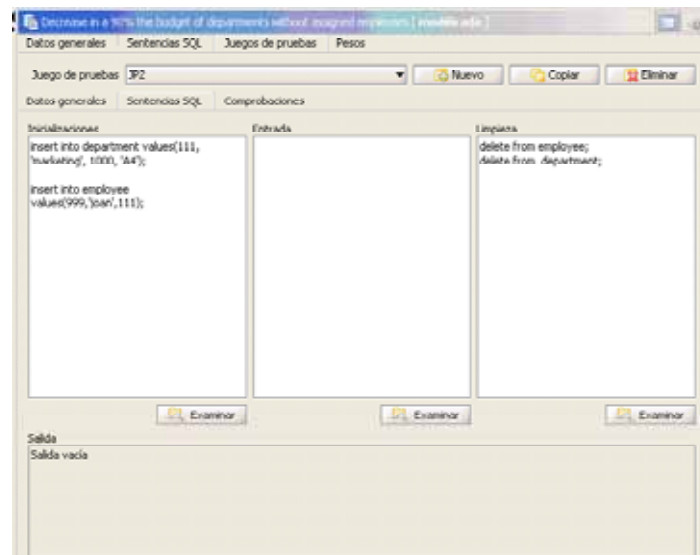 Decrease in a 90% the budget of departments without assigned employees [ modify ]
Datos generales Sentencias SQL Juegos de pruebas Pesos
Juego de pruebas JP2 Nuevo Copiar Eliminar
Datos generales Sentencias SQL Comprobaciones
Inicializaciones Entrada Limpieza
insert into department values(111,
'marketing', 1000, 'A4');
insert into employee
values(999,'joan',111);
delete from employee;
delete from department;
Examinar Examinar Examinar
Salida
Salida vacía